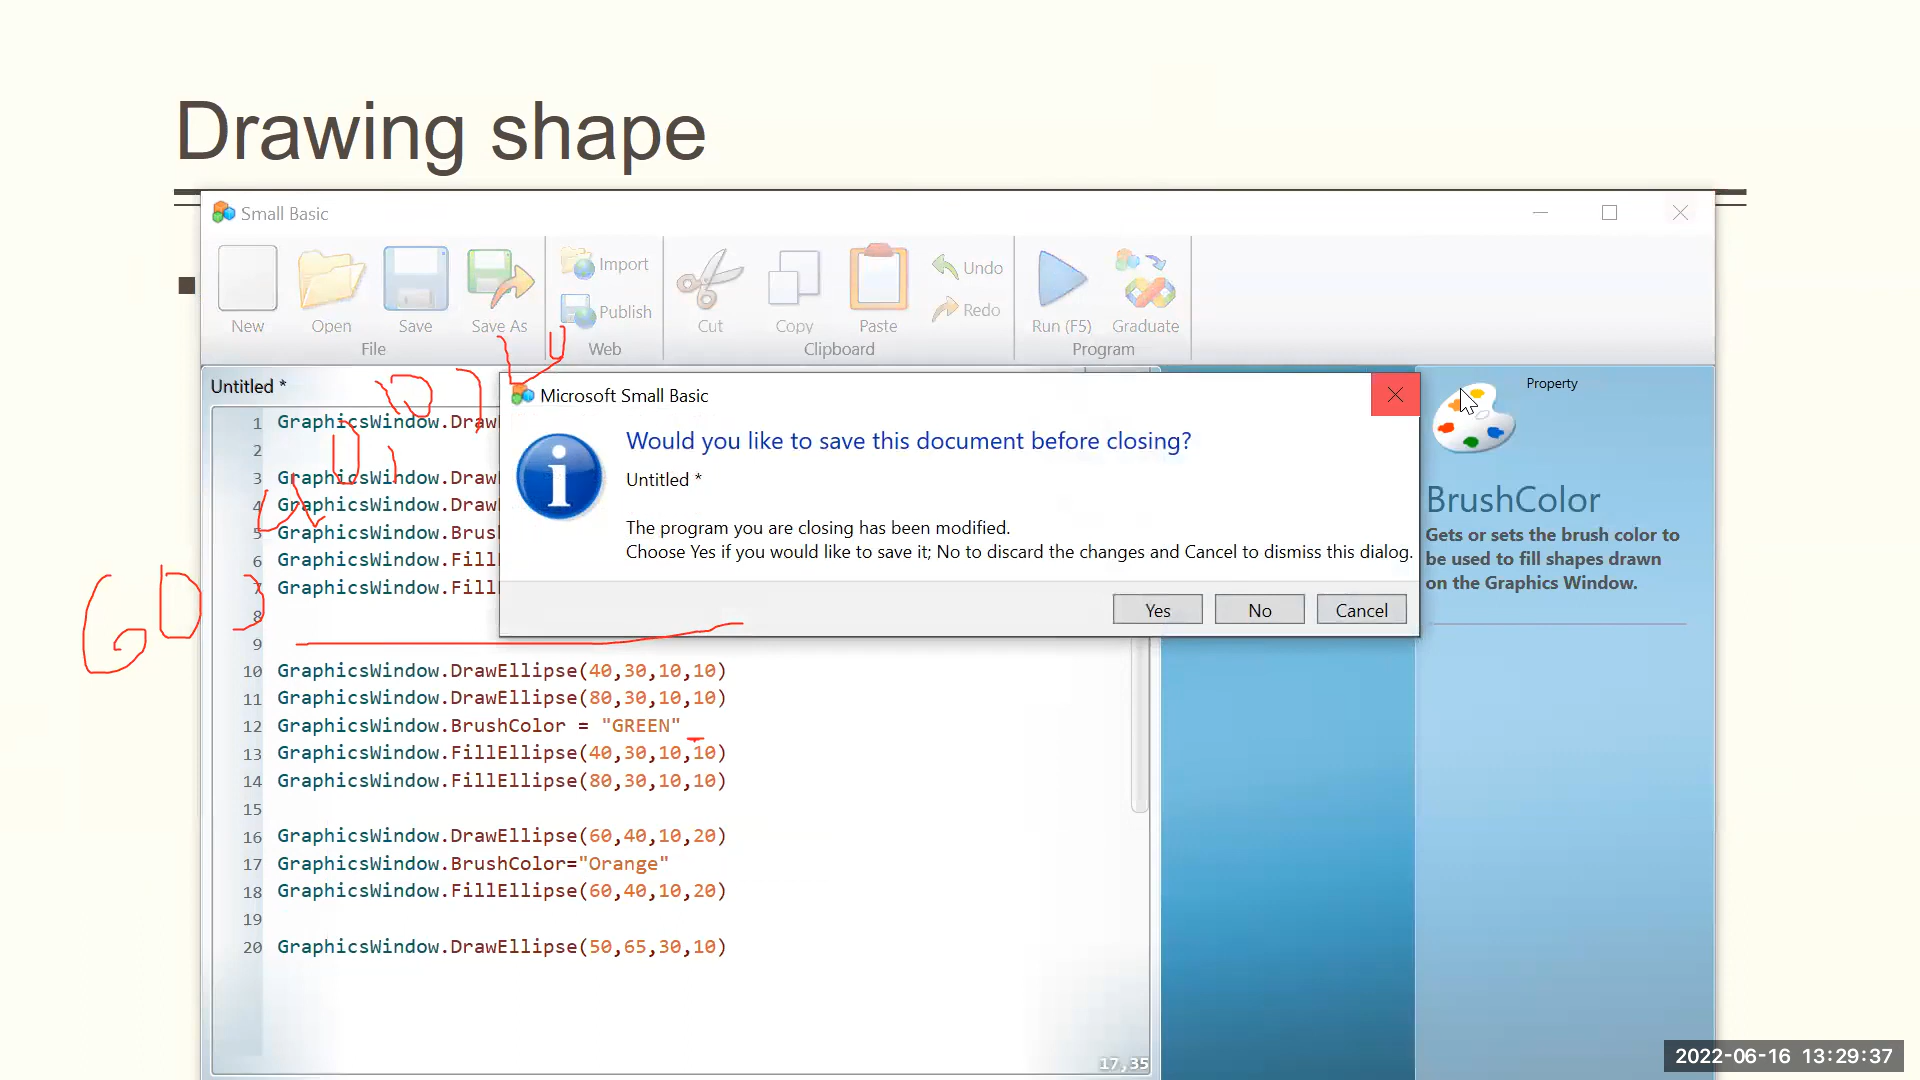 Drawing shape
Small Basic
New
Open
Save
Save As
File
Import
Publish
Web
Cut
Copy
Paste
Undo
Redo
Clipboard
Run (F5)
Graduate
Program
Untitled *
Microsoft Small Basic
Would you like to save this document before closing?
Untitled *
The program you are closing has been modified.
Choose Yes if you would like to save it; No to discard the changes and Cancel to dismiss this dialog.
Yes
No
Cancel
1 GraphicsWindow.Draw
2
3 GraphicsWindow.Draw
4 GraphicsWindow.Draw
5 GraphicsWindow.Brus
6 GraphicsWindow.Fill
7 GraphicsWindow.Fill
8
9
10 GraphicsWindow.DrawEllipse(40,30,10,10)
11 GraphicsWindow.DrawEllipse(80,30,10,10)
12 GraphicsWindow.BrushColor = "GREEN"
13 GraphicsWindow.FillEllipse(40,30,10,10)
14 GraphicsWindow.FillEllipse(80,30,10,10)
15
16 GraphicsWindow.DrawEllipse(60,40,10,20)
17 GraphicsWindow.BrushColor="Orange"
18 GraphicsWindow.FillEllipse(60,40,10,20)
19
20 GraphicsWindow.DrawEllipse(50,65,30,10)
17,35
60
Property
BrushColor
Gets or sets the brush color to
be used to fill shapes drawn
on the Graphics Window.
2022-06-16 13:29:37